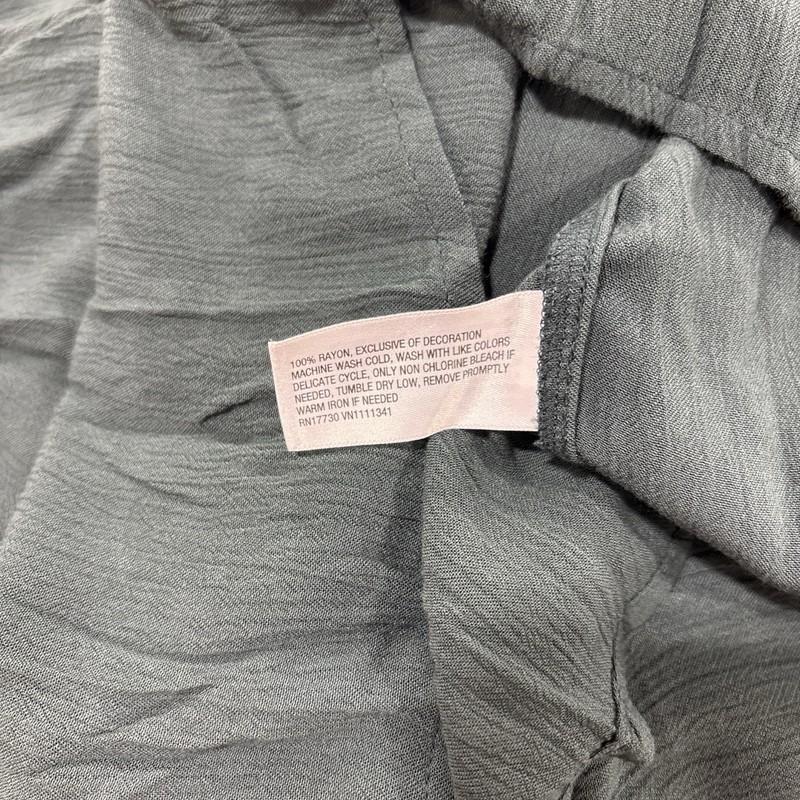 100% RAYON, EXCLUSIVE OF DECORATION
MACHINE WASH COLD, WASH WITH LIKE COLORS
DELICATE CYCLE, ONLY NON CHLORINE BLEACH IF
NEEDED, TUMBLE DRY LOW, REMOVE PROMPTLY
WARM IRON IF NEEDED
RN17730 VN1111341